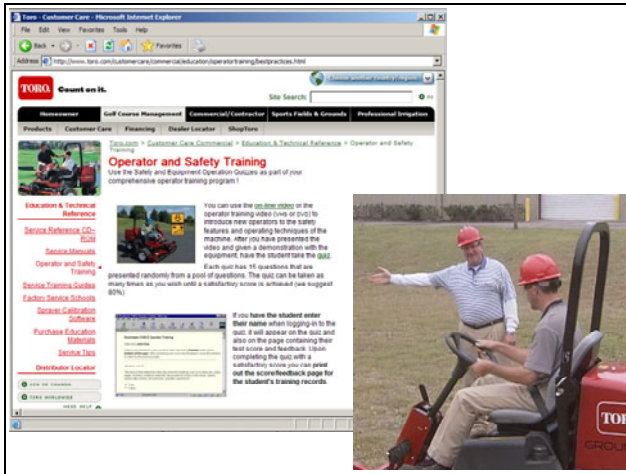 Toro - Customer Care - Microsoft Internet Explorer
File Edit View Favorites Tools Help
Back Favorites
Address http://www.toro.com/customercare/commercial/education/operatortraining/bestpractices.html
Choose another country/region
TORO. Count on it.
Site Search:
Homeowner Golf Course Management Commercial/Contractor Sports Fields & Grounds Professional Irrigation
Products Customer Care Financing Dealer Locator ShopToro
Toro.com > Customer Care Commercial > Education & Technical Reference > Operator and Safety
Training
Operator and Safety Training
Use the Safety and Equipment Operation Quizzes as part of your
comprehensive operator training program !
Education & Technical
Reference
Service Reference CD-
ROM
Service Manuals
Operator and Safety
Training
Service Training Guides
Factory Service Schools
Sprayer Calibration
Software
Purchase Education
Materials
Service Tips
Distributor Locator
TORO WORLDWIDE
NEED HELP
You can use the on-line video or the
operator training video (VHS or DVD) to
introduce new operators to the safety
features and operating techniques of the
machine. After you have presented the
video and given a demonstration with the
equipment, have the student take the quiz.
Each quiz has 15 questions that are
presented randomly from a pool of questions. The quiz can be taken as
many times as you wish until a satisfactory score is achieved (we suggest
80%)
If you have the student enter
their name when logging-in to the
quiz, it will appear on the quiz and
also on the page containing their
test score and feedback. Upon
completing the quiz with a
satisfactory score you can print
out the score/feedback page for
the student's training records.
TORO
GROUND